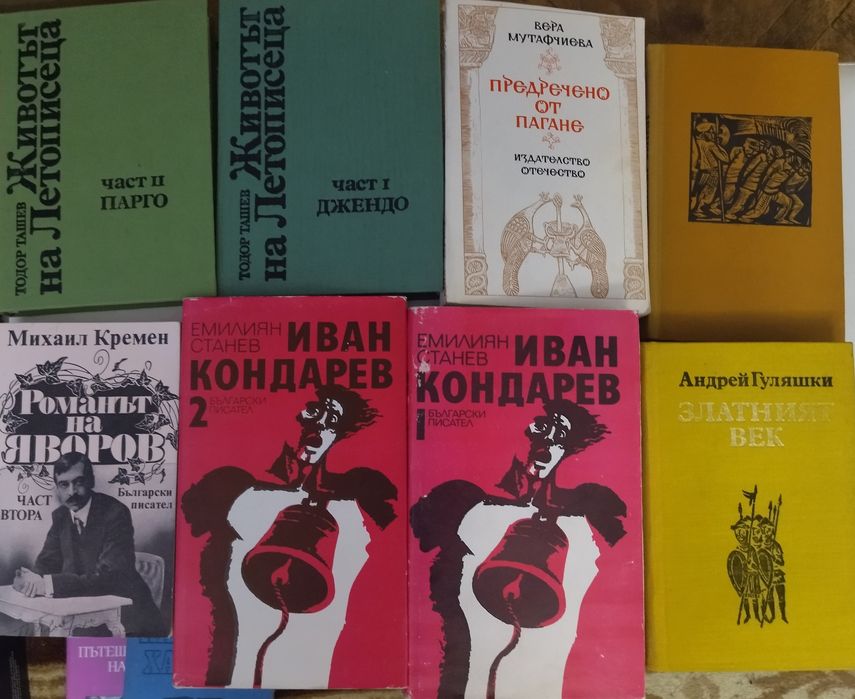 ТОДОР ТАШЕВ
Животът
на Летописеца
част II
ПАРГО
ТОДОР ТАШЕВ
Животът
на Летописеца
част I
ДЖЕНДО
ВЕРА
МУТАФЧИЕВА
ПРЕДРЕЧЕНО
ОТ
ПАГАНЕ
ИЗДАТЕЛСТВО
ОТЕЧЕСТВО
Михаил Кремен
Романът
на
ЯВОРОВ
ЧАСТ
ВТОРА
Български
писател
ЕМИЛИЯН
СТАНЕВ
ИВАН
КОНДАРЕВ
2
БЪЛГАРСКИ
ПИСАТЕЛ
ЕМИЛИЯН
СТАНЕВ
ИВАН
КОНДАРЕВ
1
БЪЛГАРСКИ
ПИСАТЕЛ
Андрей Гуляшки
ЗЛАТНИЯТ
ВЕК
ПЪТЕШ
НА